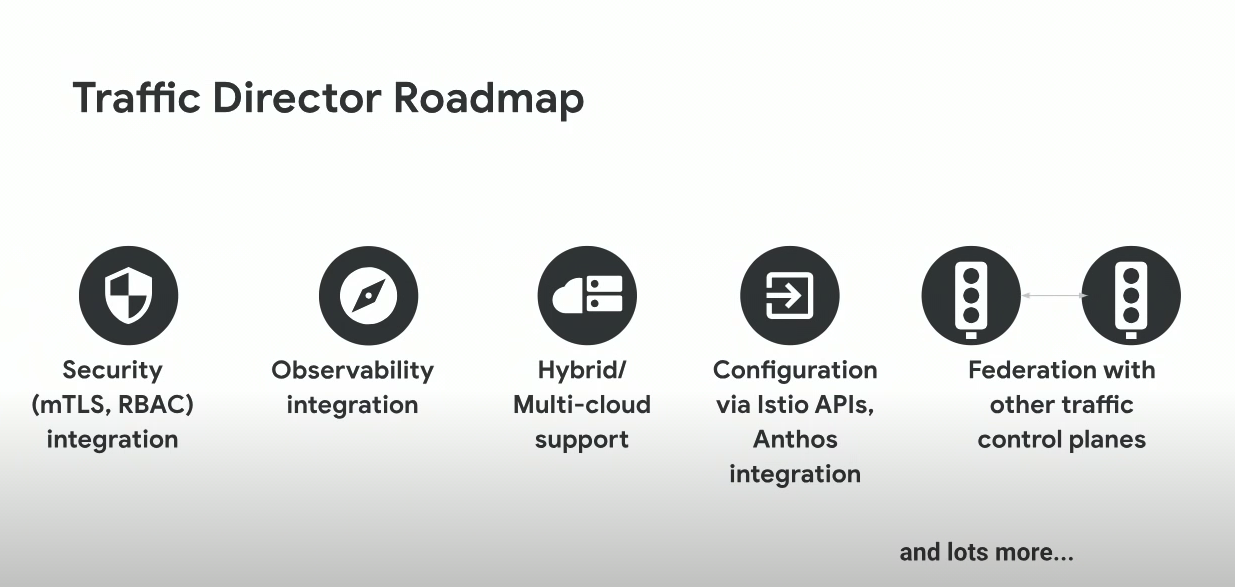 Traffic Director Roadmap
Security
(mTLS, RBAC)
integration
Observability
integration
Hybrid/
Multi-cloud
support
Configuration
via Istio APIs,
Anthos
integration
Federation with
other traffic
control planes
and lots more...